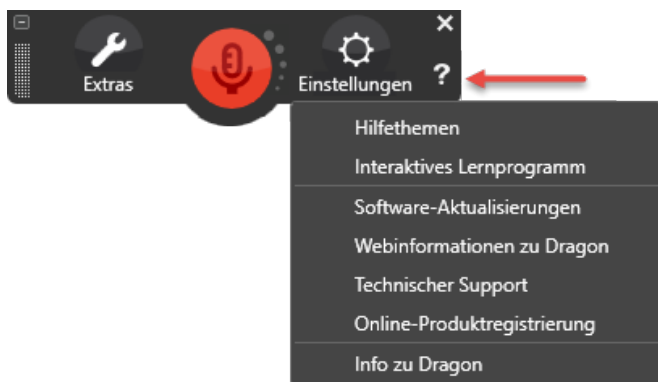 Extras
Einstellungen
?
Hilfethemen
Interaktives Lernprogramm
Software-Aktualisierungen
Webinformationen zu Dragon
Technischer Support
Online-Produktregistrierung
Info zu Dragon